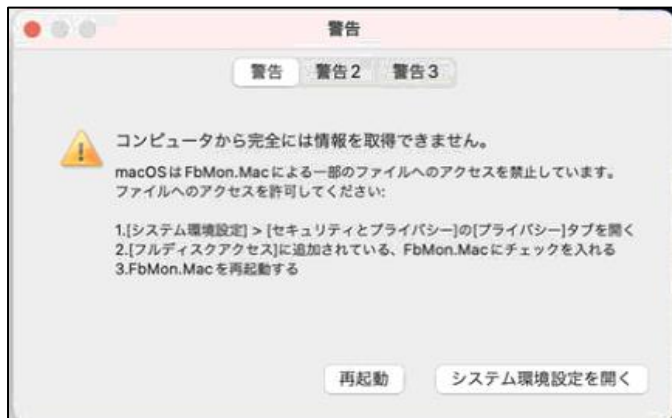 警告
警告 警告2 警告3
コンピュータから完全には情報を取得できません。
macOSはFbMon.Macによる一部のファイルへのアクセスを禁止しています。
ファイルへのアクセスを許可してください:
1.[システム環境設定] > [セキュリティとプライバシー]の[プライバシー]タブを開く
2.[フルディスクアクセス]に追加されている、FbMon.Macにチェックを入れる
3.FbMon.Macを再起動する
再起動 システム環境設定を開く